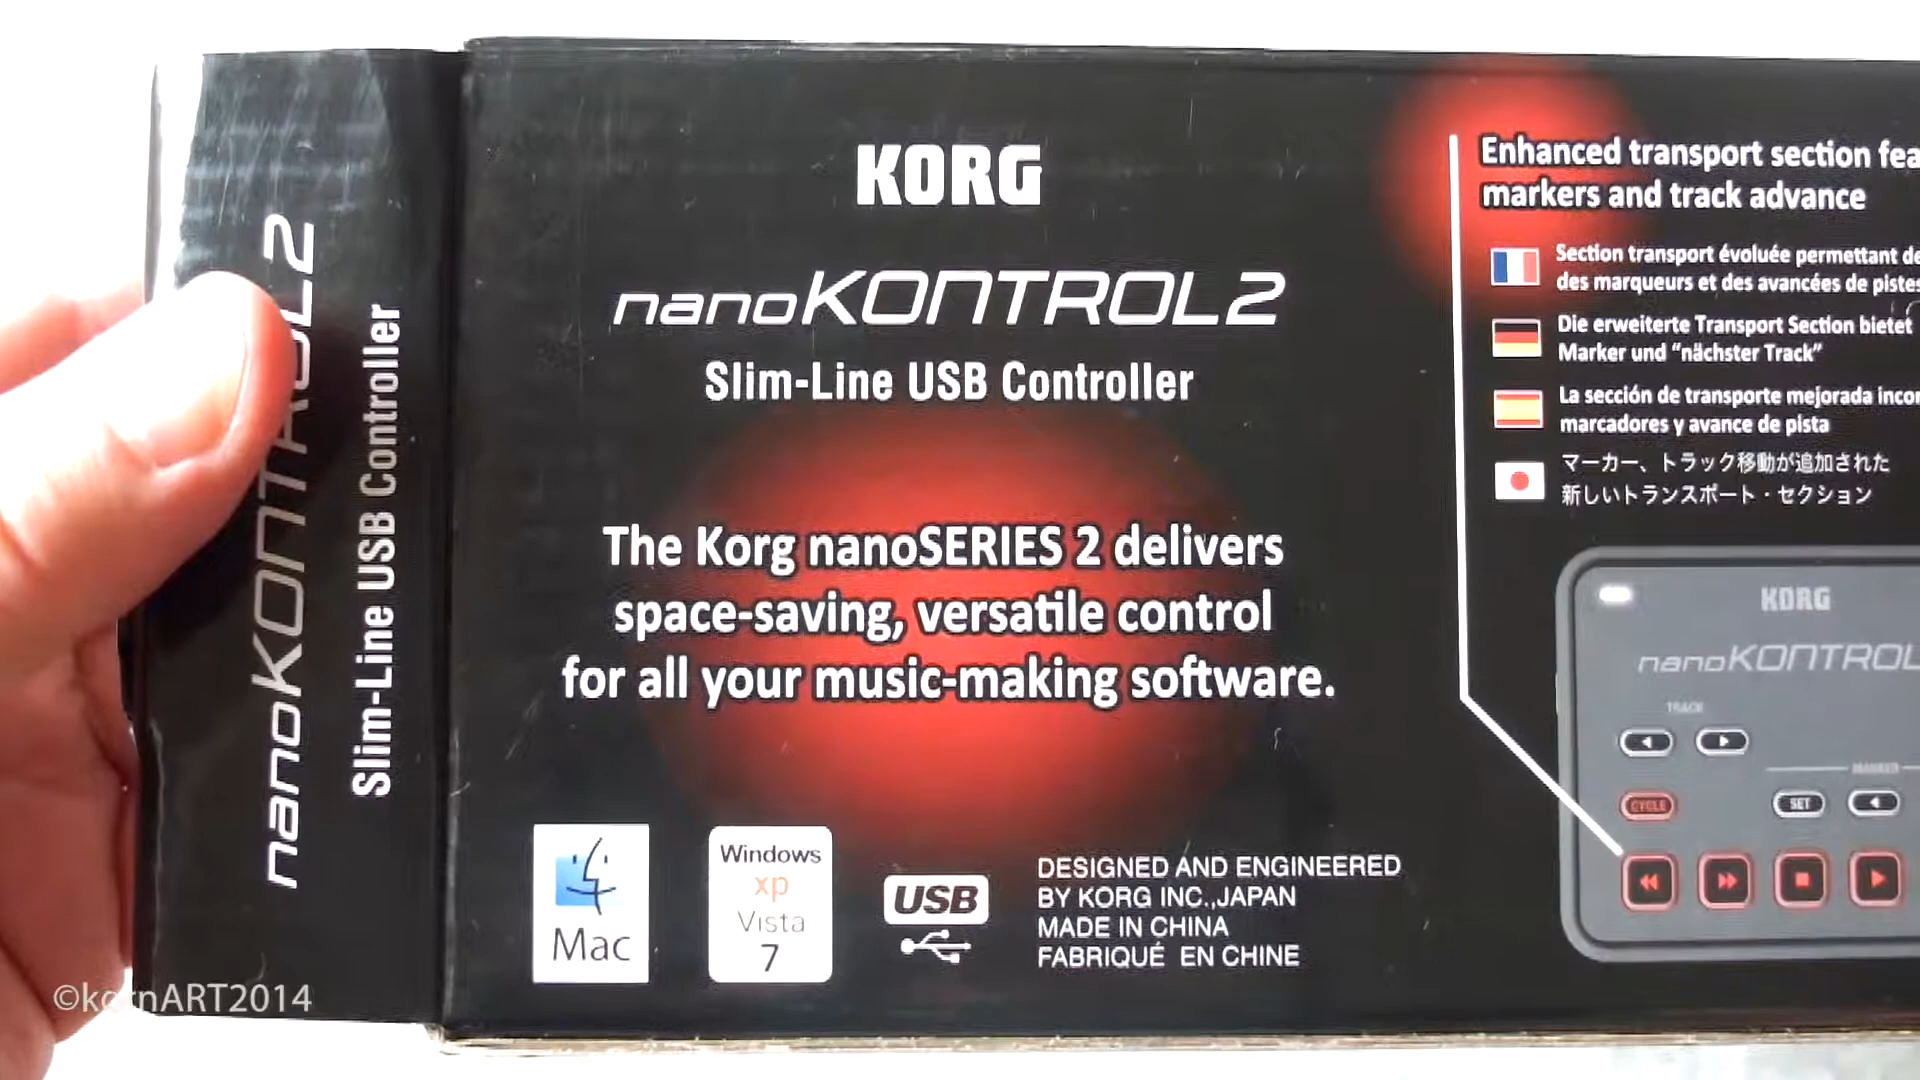 nanoKONTROL2
Slim-Line USB Controller
KORG
nanoKONTROL2
Slim-Line USB Controller
The Korg nanoSERIES 2 delivers
space-saving, versatile control
for all your music-making software.
Mac
Windows
xp
Vista
7
USB
DESIGNED AND ENGINEERED
BY KORG INC.,JAPAN
MADE IN CHINA
FABRIQUÉ EN CHINE
Enhanced transport section
markers and track advance
Section transport évoluée permettant
des marqueurs et des avancées de pistes
Die erweiterte Transport Section bietet
Marker und “nächster Track”
La sección de transporte mejorada
marcadores y avance de pista
マーカー、トラック移動が追加された
新しいトランスポート・セクション
KORG
nanoKONTROL
TRACK
MARKER
CYCLE
SET
©kornART2014